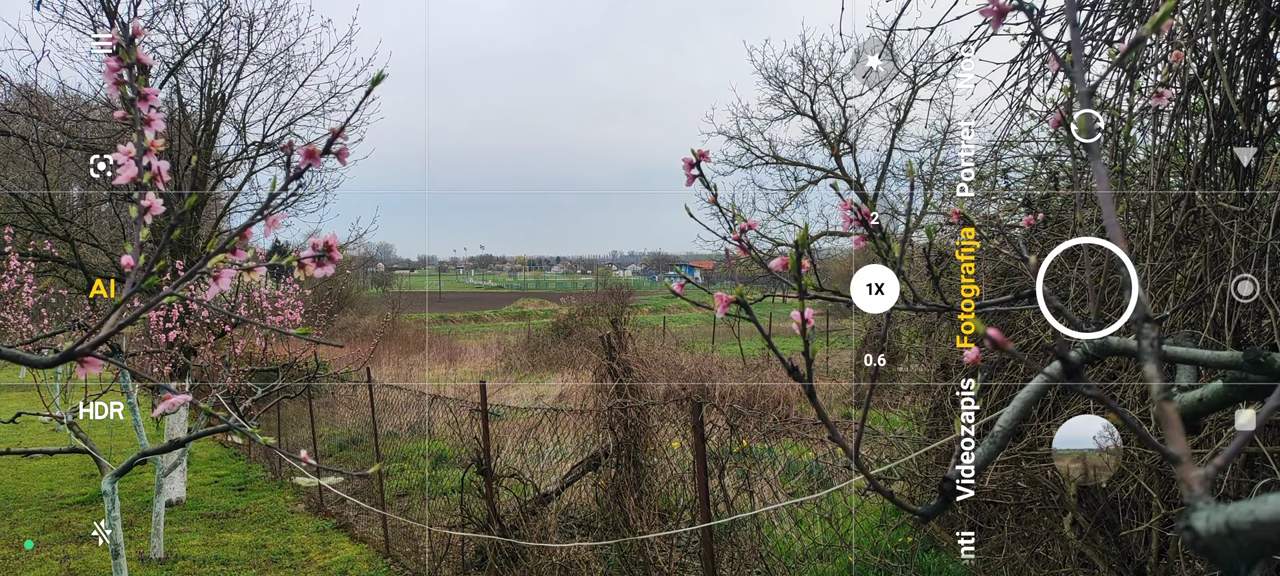 AI
HDR
2
1X
0.6
Noć
Portret
Fotografija
Videozapis
nti